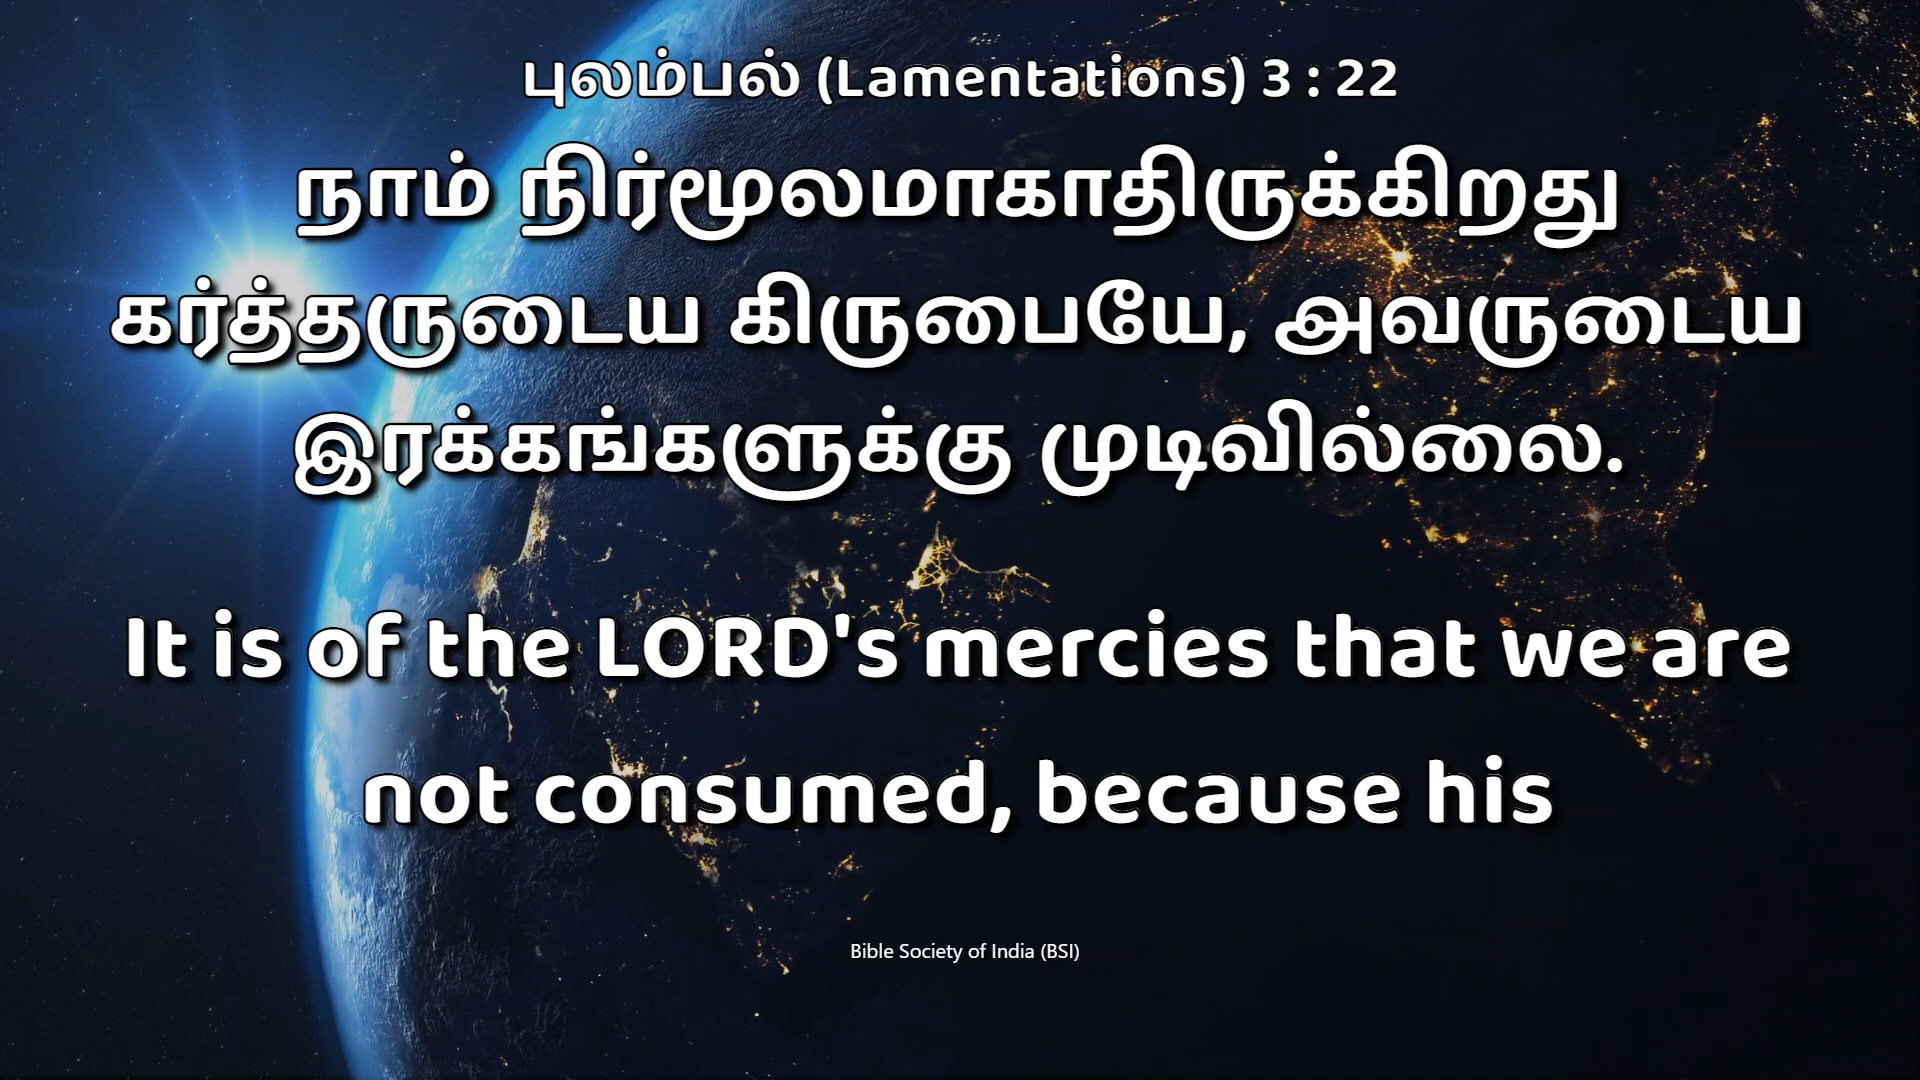 புலம்பல் (Lamentations) 3 : 22
நாம் நிர்மூலமாகாதிருக்கிறது
கர்த்தருடைய கிருபையே, அவருடைய
இரக்கங்களுக்கு முடிவில்லை.
It is of the LORD's mercies that we are
not consumed, because his
Bible Society of India (BSI)